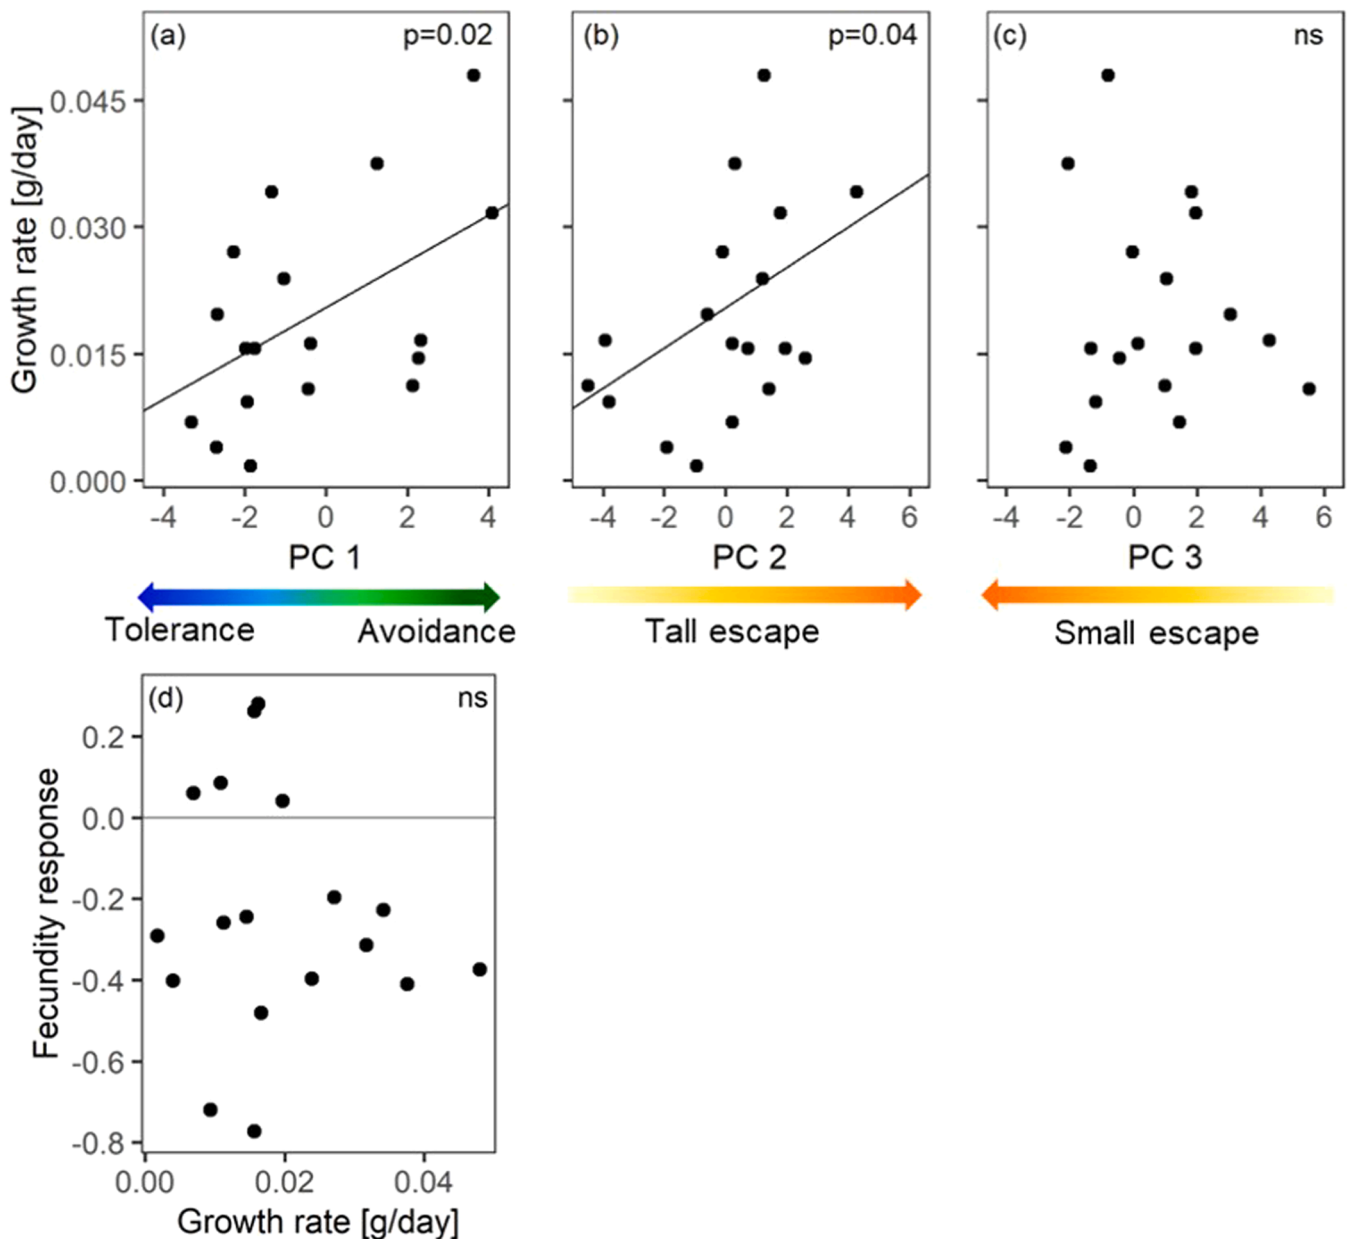 (a) p=0.02
(b) p=0.04
(c) ns
Growth rate [g/day]
0.045
0.030
0.015
0.000
-4 -2 0 2 4
-4 -2 0 2 4 6
-4 -2 0 2 4 6
PC 1
PC 2
PC 3
Tolerance Avoidance
Tall escape
Small escape
(d) ns
Fecundity response
0.2
0.0
-0.2
-0.4
-0.6
-0.8
0.00 0.02 0.04
Growth rate [g/day]